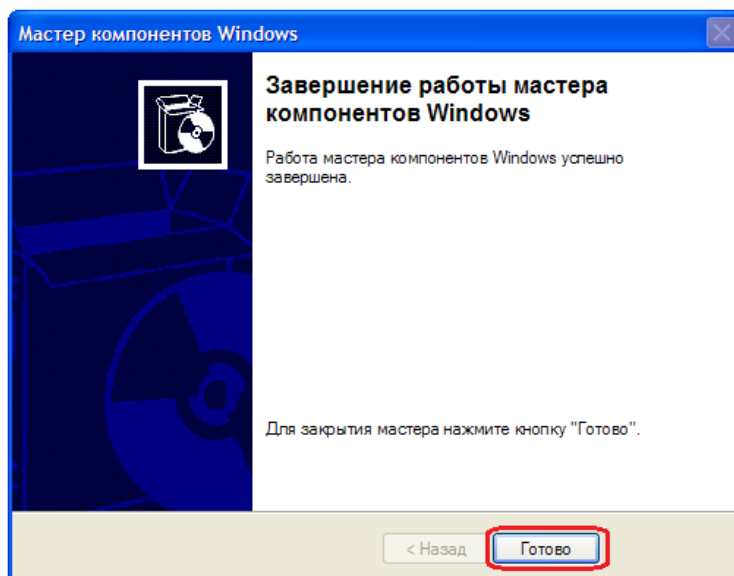 Мастер компонентов Windows
Завершение работы мастера
компонентов Windows
Работа мастера компонентов Windows успешно
завершена.
Для закрытия мастера нажмите кнопку "Готово".
< Назад
Готово